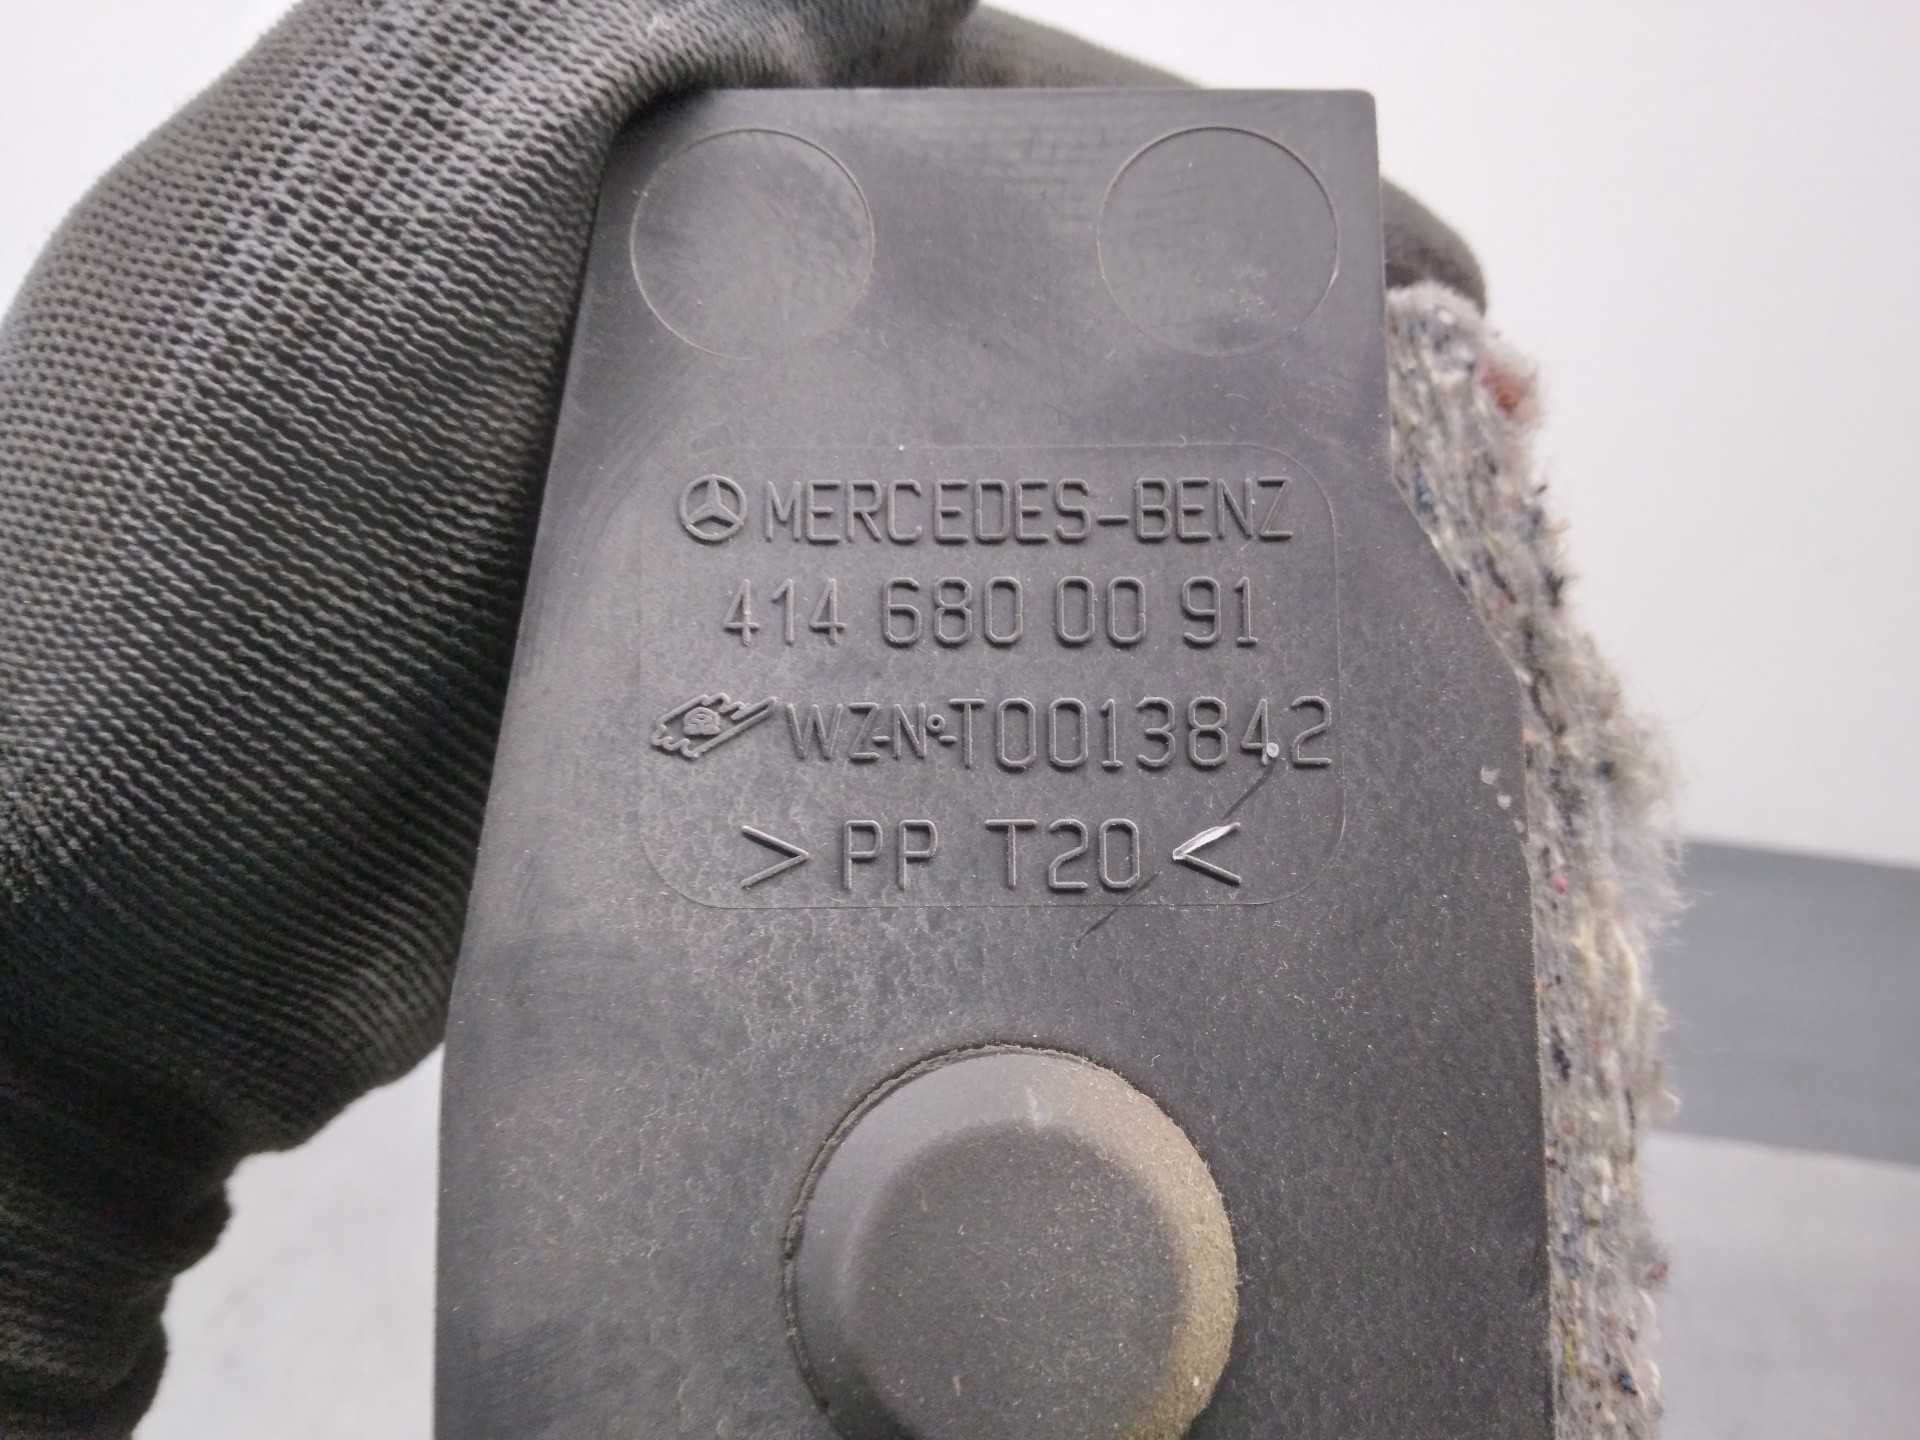 MERCEDES-BENZ
414 680 00 91
WZ-Nº-T0013842
> PP T20 <